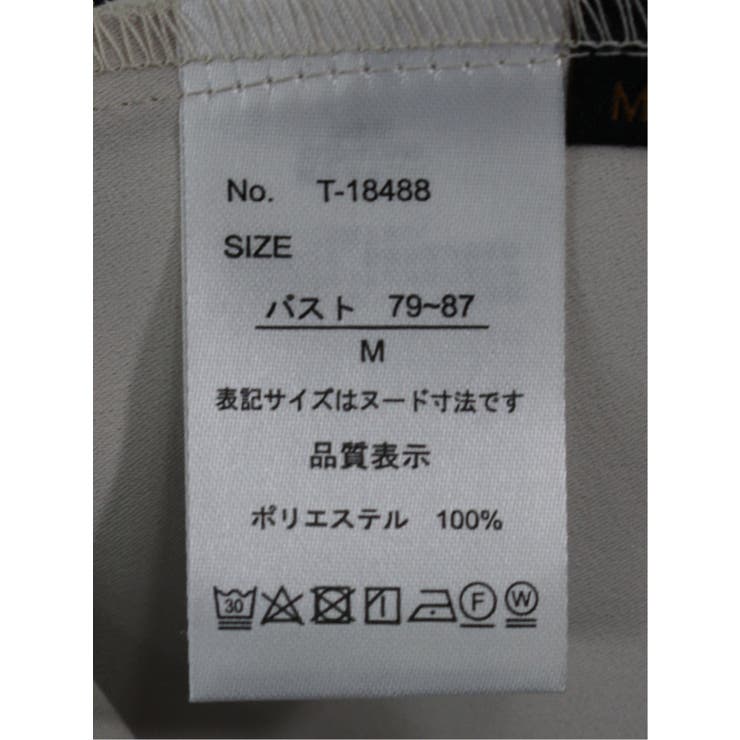 No. T-18488
SIZE
バスト 79~87
M
表記サイズはヌード寸法です
品質表示
ポリエステル 100%
30 F W
M